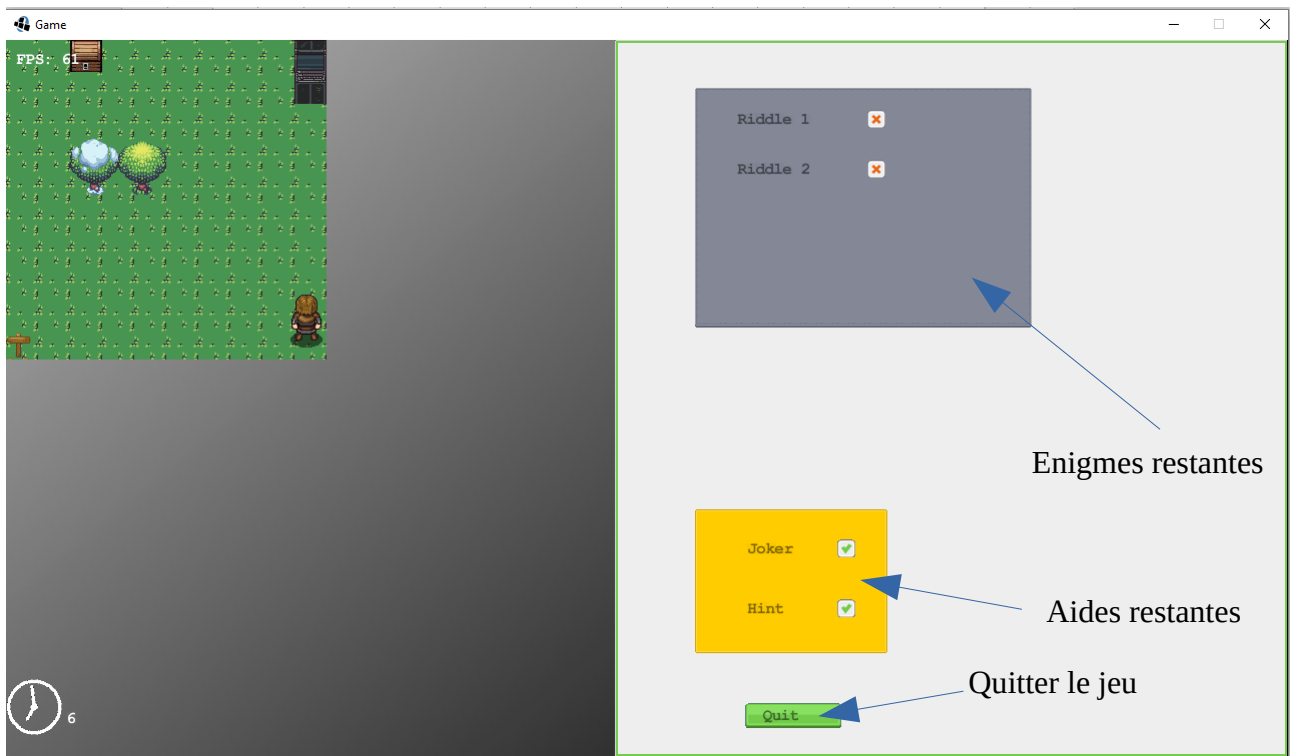 Game
FPS: 61
Riddle 1
Riddle 2
Enigmes restantes
Joker
Hint
Aides restantes
Quitter le jeu
Quit
6